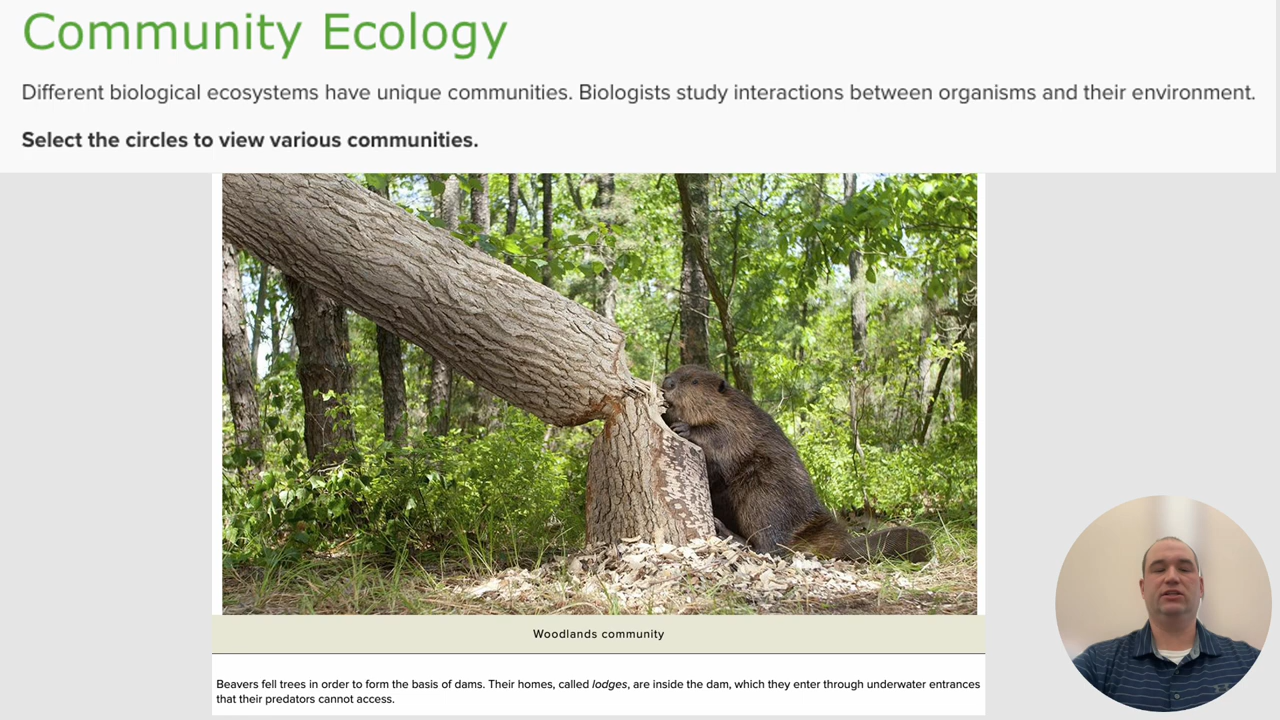 Community Ecology
Different biological ecosystems have unique communities. Biologists study interactions between organisms and their environment.
Select the circles to view various communities.
Woodlands community
Beavers fell trees in order to form the basis of dams. Their homes, called lodges, are inside the dam, which they enter through underwater entrances
that their predators cannot access.